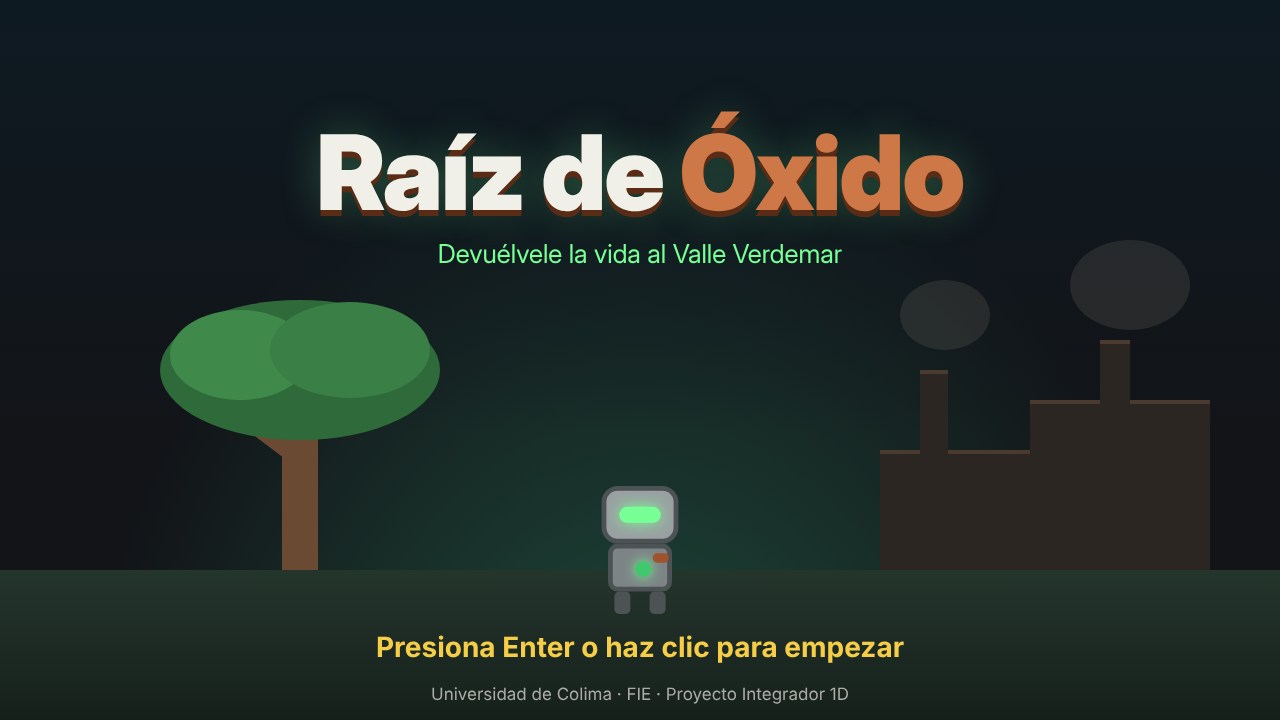 Raíz de Óxido
Devuélvele la vida al Valle Verdemar
Presiona Enter o haz clic para empezar
Universidad de Colima · FIE · Proyecto Integrador 1D